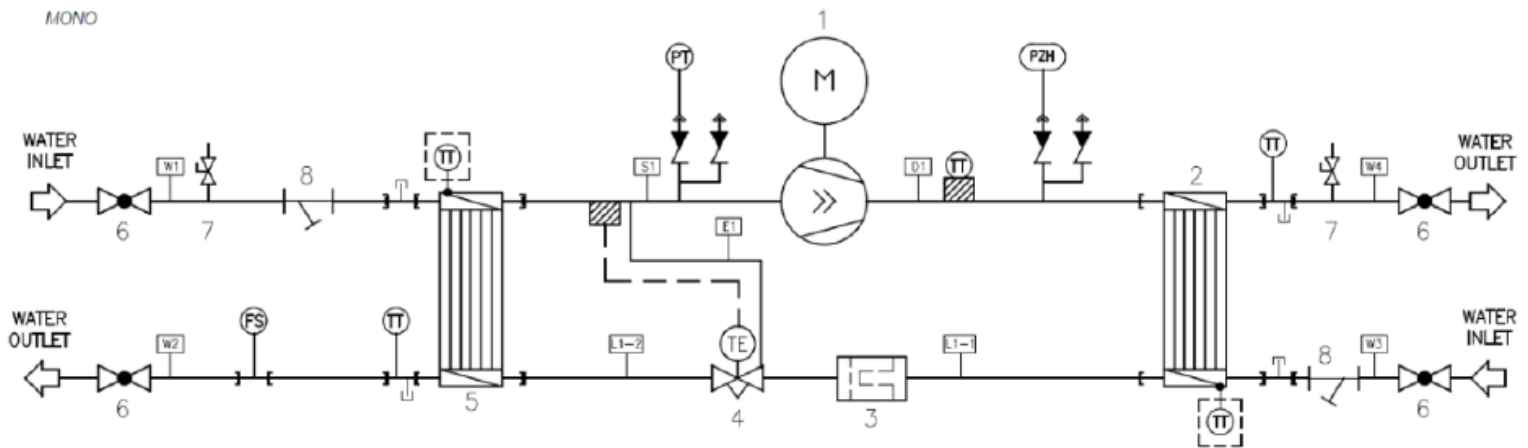 MONO
1
PT
M
PZH
WATER
INLET
W1
8
TT
S1
D1
TT
2
TT
W4
WATER
OUTLET
6
7
E1
7
6
WATER
OUTLET
W2
FS
TT
L1-2
TE
L1-1
8
W3
WATER
INLET
6
5
4
3
TT
6